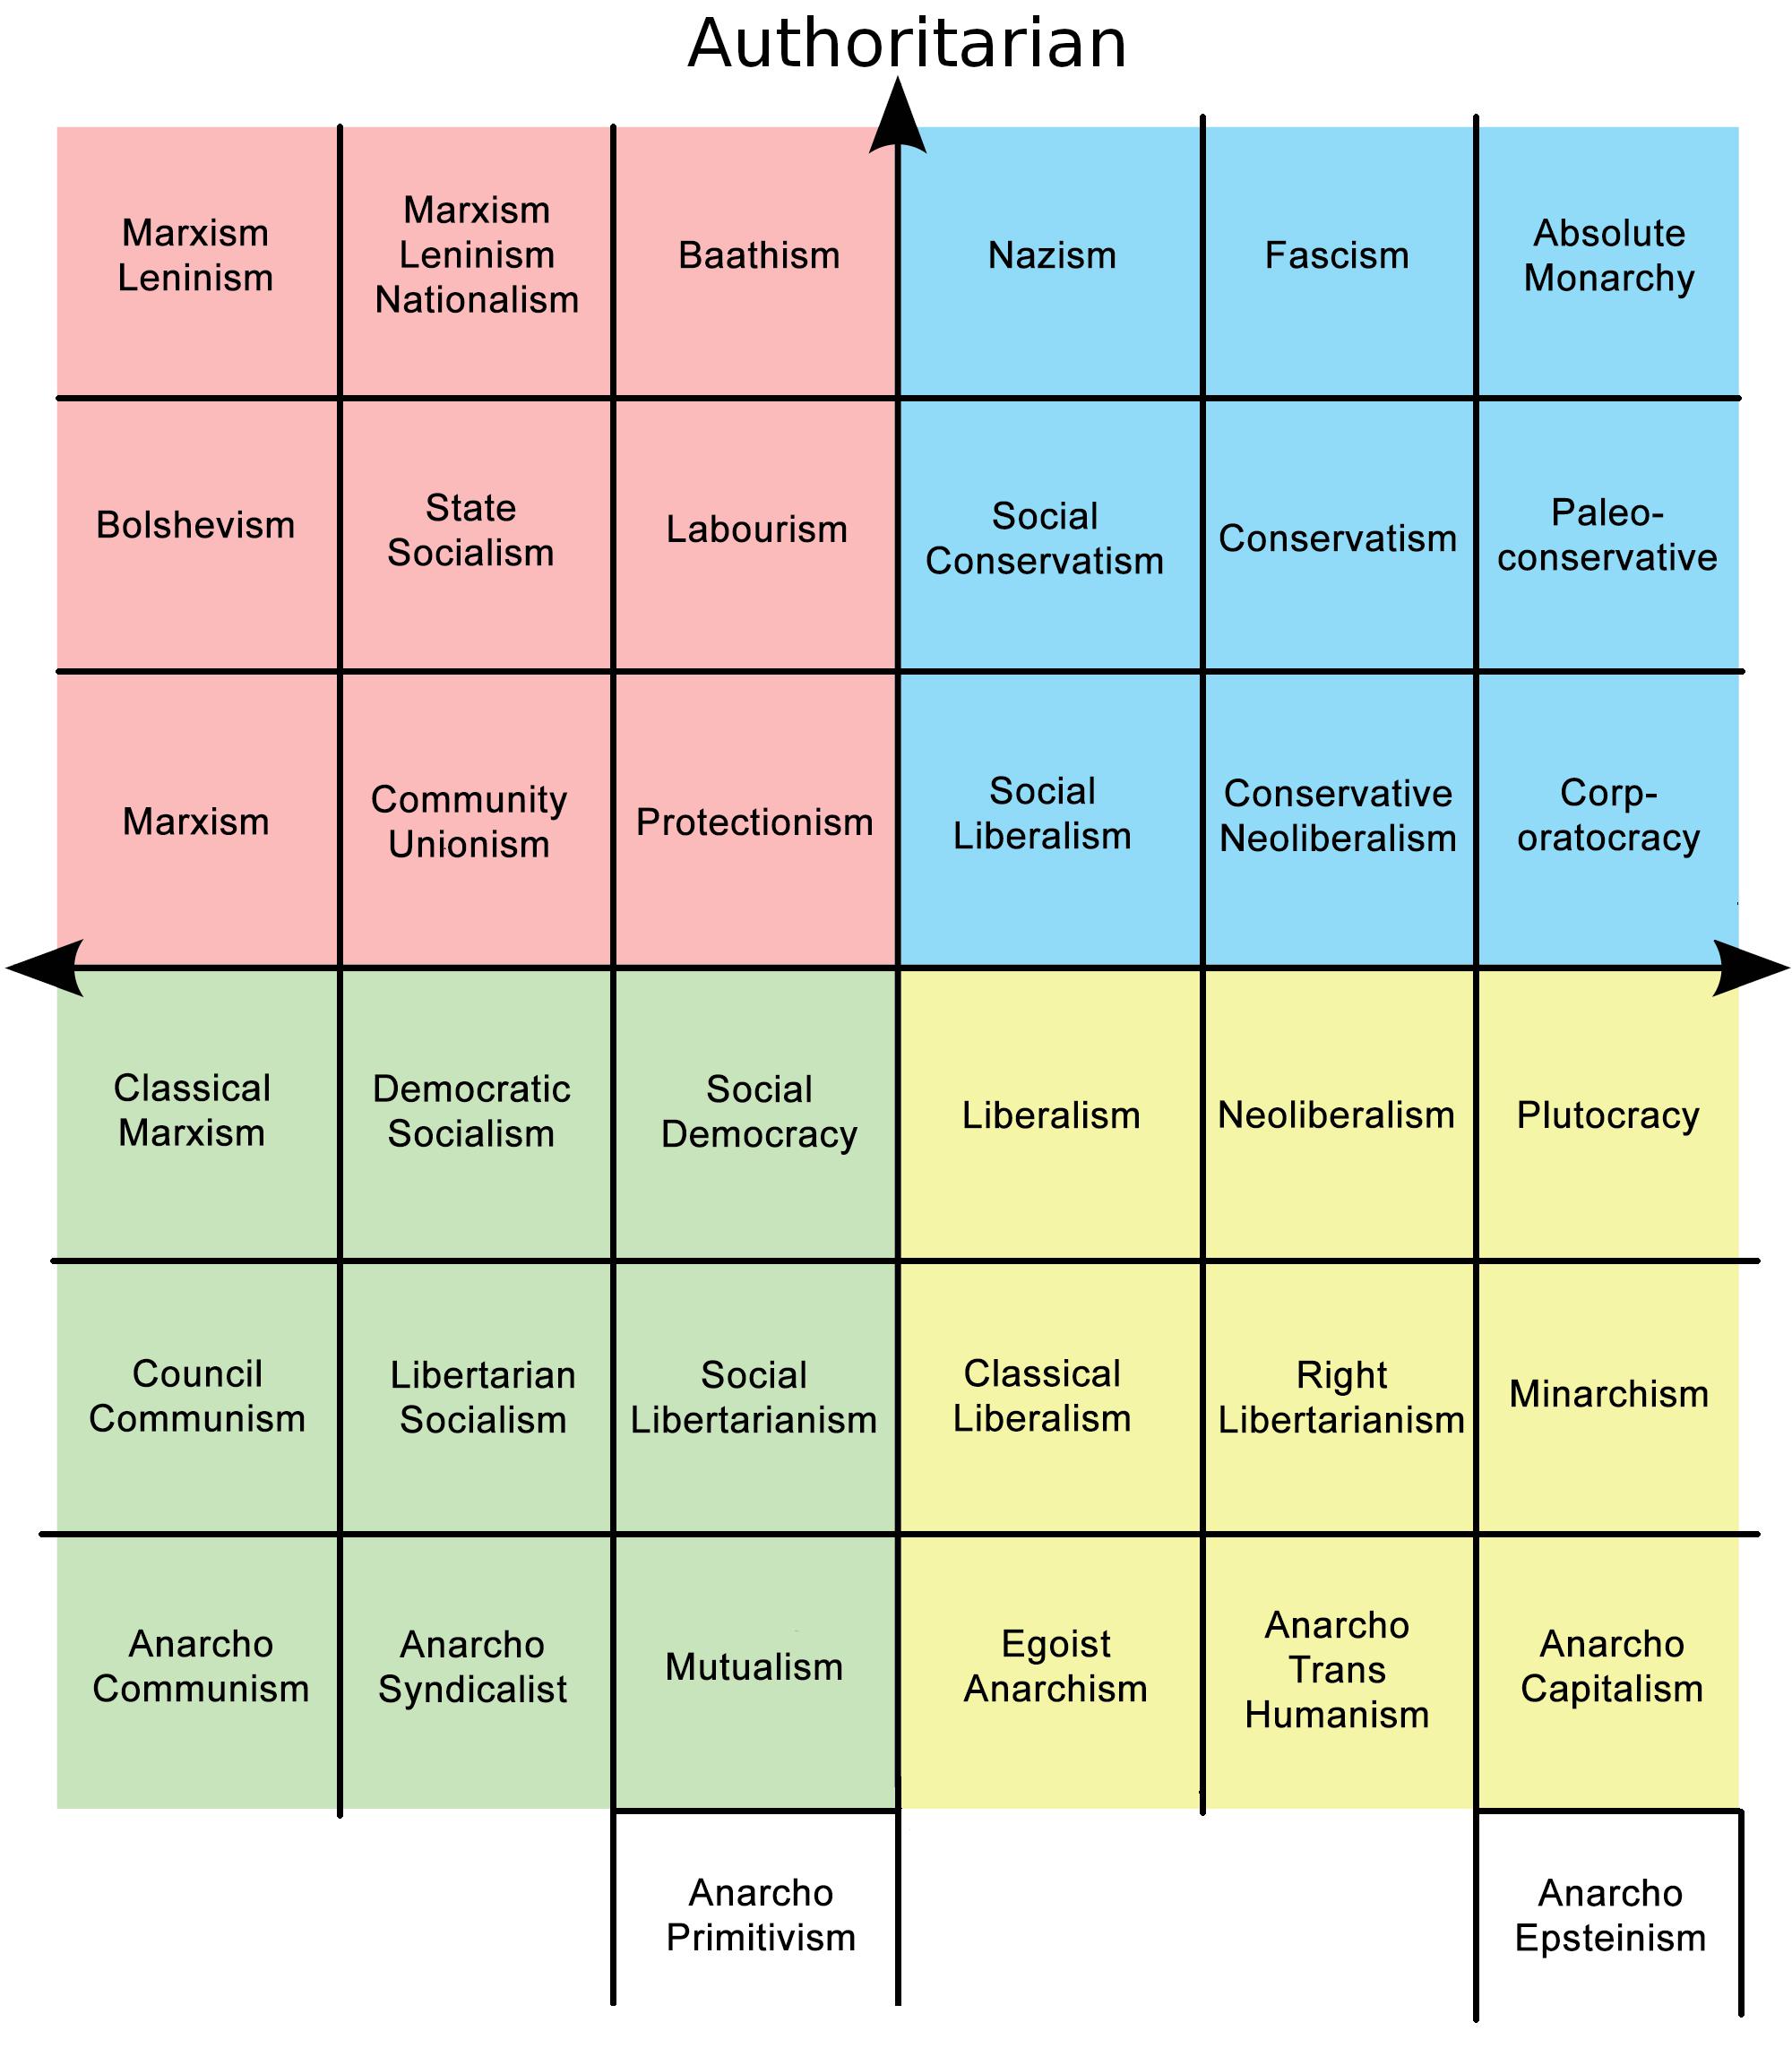 Authoritarian
Marxism
Leninism
Marxism
Leninism
Nationalism
Baathism
Nazism
Fascism
Absolute
Monarchy
Bolshevism
State
Socialism
Labourism
Social
Conservatism
Conservatism
Paleo-
conservative
Marxism
Community
Unionism
Protectionism
Social
Liberalism
Conservative
Neoliberalism
Corp-
oratocracy
Classical
Marxism
Democratic
Socialism
Social
Democracy
Liberalism
Neoliberalism
Plutocracy
Council
Communism
Libertarian
Socialism
Social
Libertarianism
Classical
Liberalism
Right
Libertarianism
Minarchism
Anarcho
Communism
Anarcho
Syndicalist
Mutualism
Egoist
Anarchism
Anarcho
Trans
Humanism
Anarcho
Capitalism
Anarcho
Primitivism
Anarcho
Epsteinism